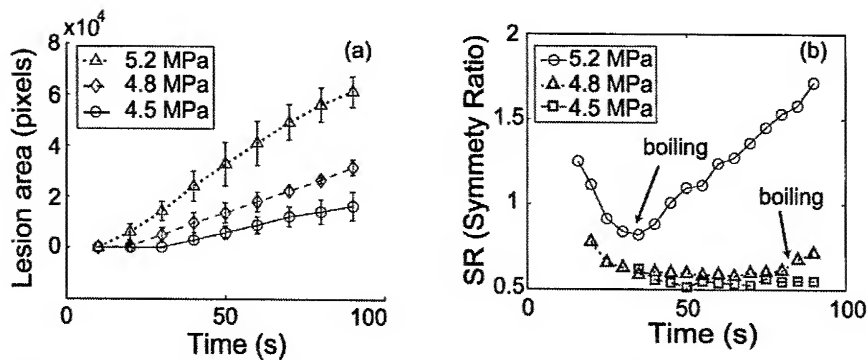 x10⁴
(a)
8
6
4
2
0
Lesion area (pixels)
5.2 MPa
4.8 MPa
4.5 MPa
0
50
100
Time (s)
(b)
2
1.5
1
0.5
SR (Symmety Ratio)
5.2 MPa
4.8 MPa
4.5 MPa
boiling
boiling
0
50
100
Time (s)